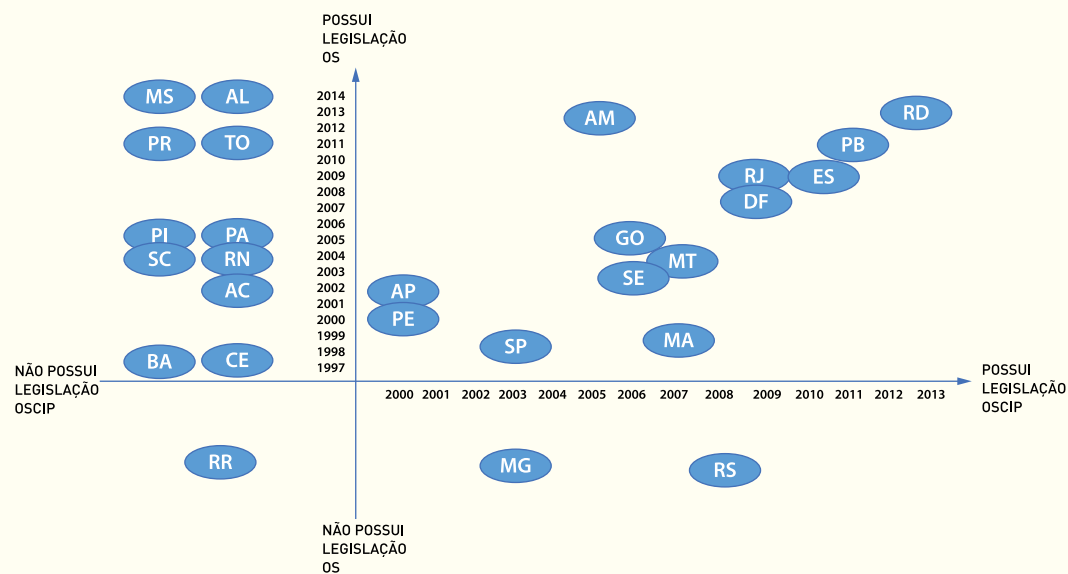 POSSUI
LEGISLAÇÃO
OS
MS AL
PR TO
PI PA
SC RN
AC
BA CE
2014
2013
2012
2011
2010
2009
2008
2007
2006
2005
2004
2003
2002
2001
2000
1999
1998
1997
AM
RD
PB
RJ ES
DF
GO
MT
SE
AP
PE
SP
MA
NÃO POSSUI
LEGISLAÇÃO
OSCIP
2000 2001 2002 2003 2004 2005 2006 2007 2008 2009 2010 2011 2012 2013
POSSUI
LEGISLAÇÃO
OSCIP
RR
MG
RS
NÃO POSSUI
LEGISLAÇÃO
OS